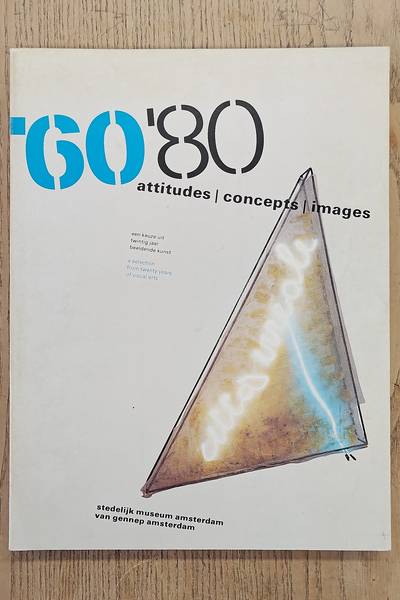 '60 '80
attitudes | concepts | images
een keuze uit
twintig jaar
beeldende kunst
a selection
from twenty years
of visual arts
stedelijk museum amsterdam
van gennep amsterdam